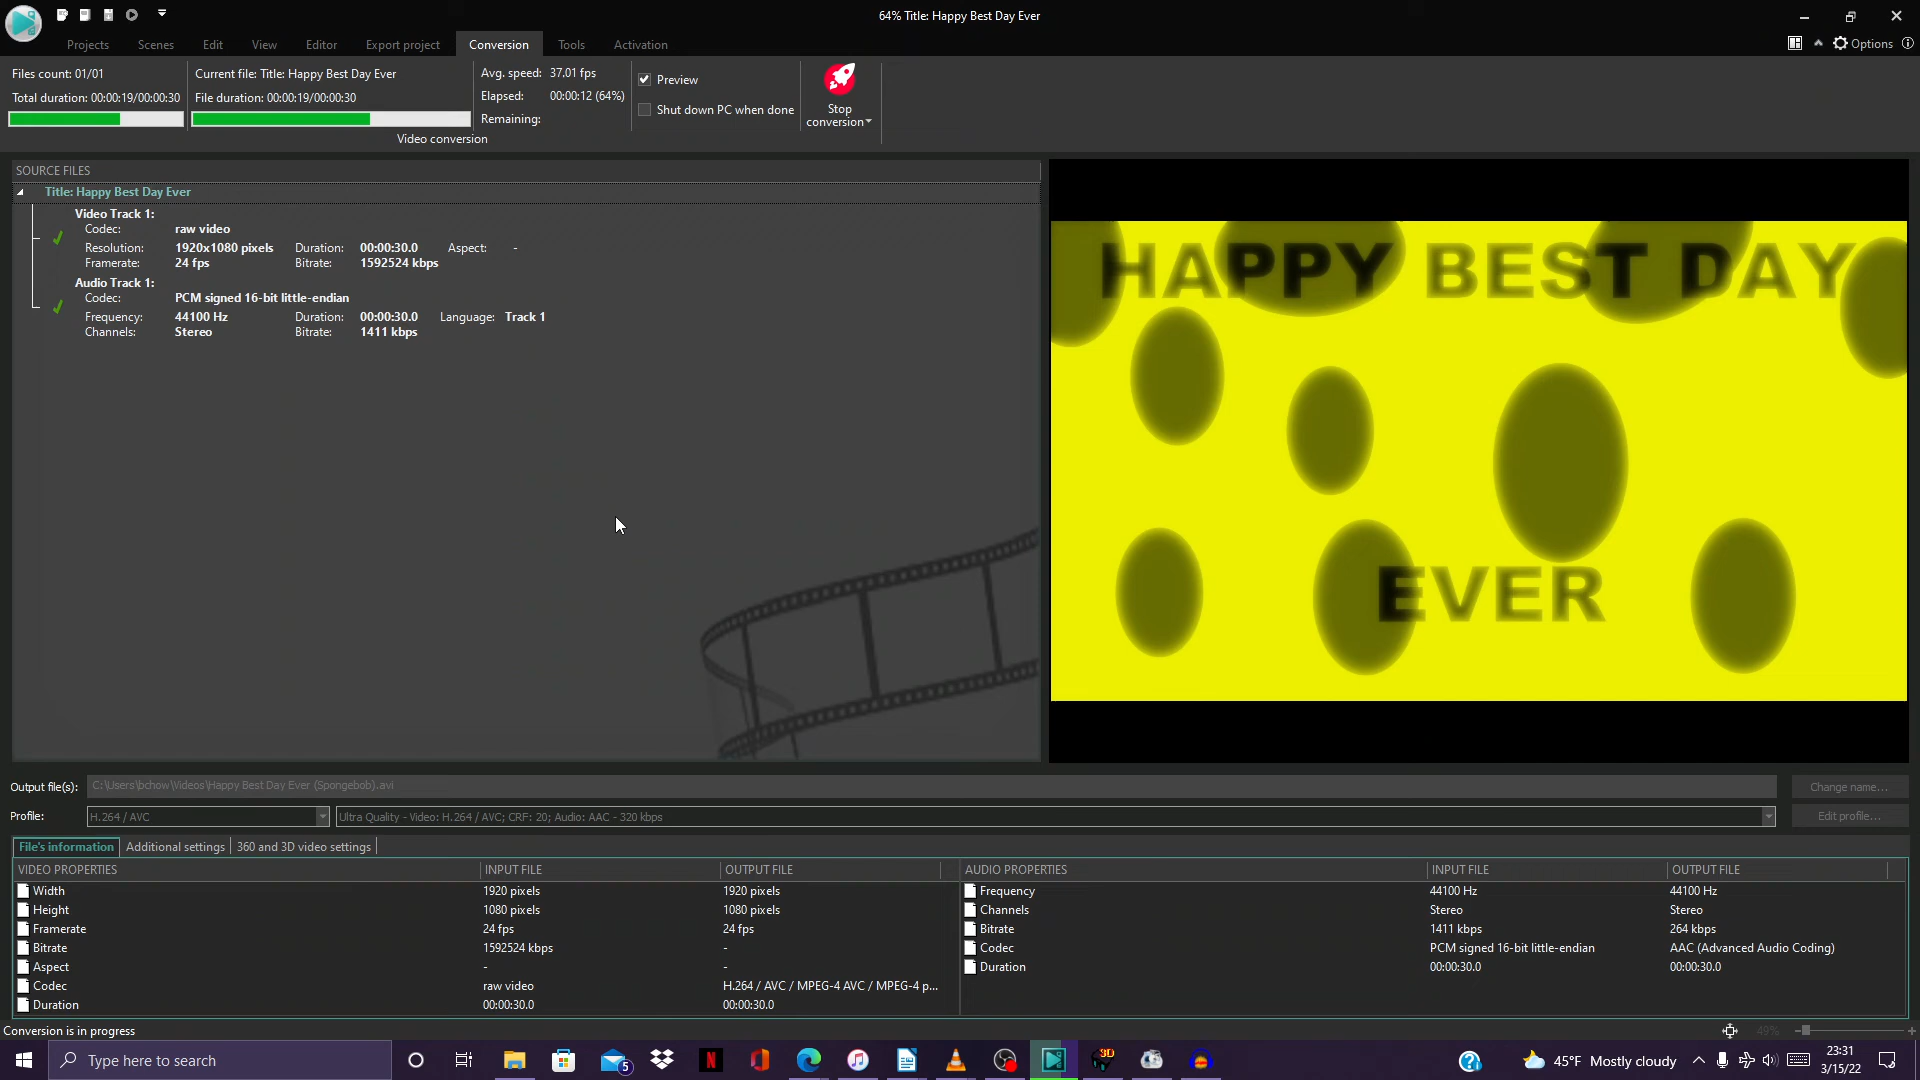 64% Title: Happy Best Day Ever
Projects Scenes Edit View Editor Export project Conversion Tools Activation Options
Files count: 01/01
Total duration: 00:00:19/00:00:30
Current file: Title: Happy Best Day Ever
File duration: 00:00:19/00:00:30
Avg. speed: 37.01 fps
Elapsed: 00:00:12 (64%)
Remaining:
Preview
Shut down PC when done
Stop
conversion
Video conversion
SOURCE FILES
Title: Happy Best Day Ever
Video Track 1:
Codec: raw video
Resolution: 1920x1080 pixels Duration: 00:00:30.0 Aspect: -
Framerate: 24 fps Bitrate: 1592524 kbps
Audio Track 1:
Codec: PCM signed 16-bit little-endian
Frequency: 44100 Hz Duration: 00:00:30.0 Language: Track 1
Channels: Stereo Bitrate: 1411 kbps
HAPPY BEST DAY
EVER
Output file(s): C:\Users\bchow\Videos\Happy Best Day Ever (Spongebob).avi Change name...
Profile: H.264 / AVC Ultra Quality - Video: H.264 / AVC; CRF: 20; Audio: AAC - 320 kbps Edit profile...
File's information Additional settings 360 and 3D video settings
VIDEO PROPERTIES INPUT FILE OUTPUT FILE
Width 1920 pixels 1920 pixels
Height 1080 pixels 1080 pixels
Framerate 24 fps 24 fps
Bitrate 1592524 kbps -
Aspect - -
Codec raw video H.264 / AVC / MPEG-4 AVC / MPEG-4 p...
Duration 00:00:30.0 00:00:30.0
AUDIO PROPERTIES INPUT FILE OUTPUT FILE
Frequency 44100 Hz 44100 Hz
Channels Stereo Stereo
Bitrate 1411 kbps 264 kbps
Codec PCM signed 16-bit little-endian AAC (Advanced Audio Coding)
Duration 00:00:30.0 00:00:30.0
Conversion is in progress 49%
Type here to search
5
3D
45°F Mostly cloudy
23:31
3/15/22